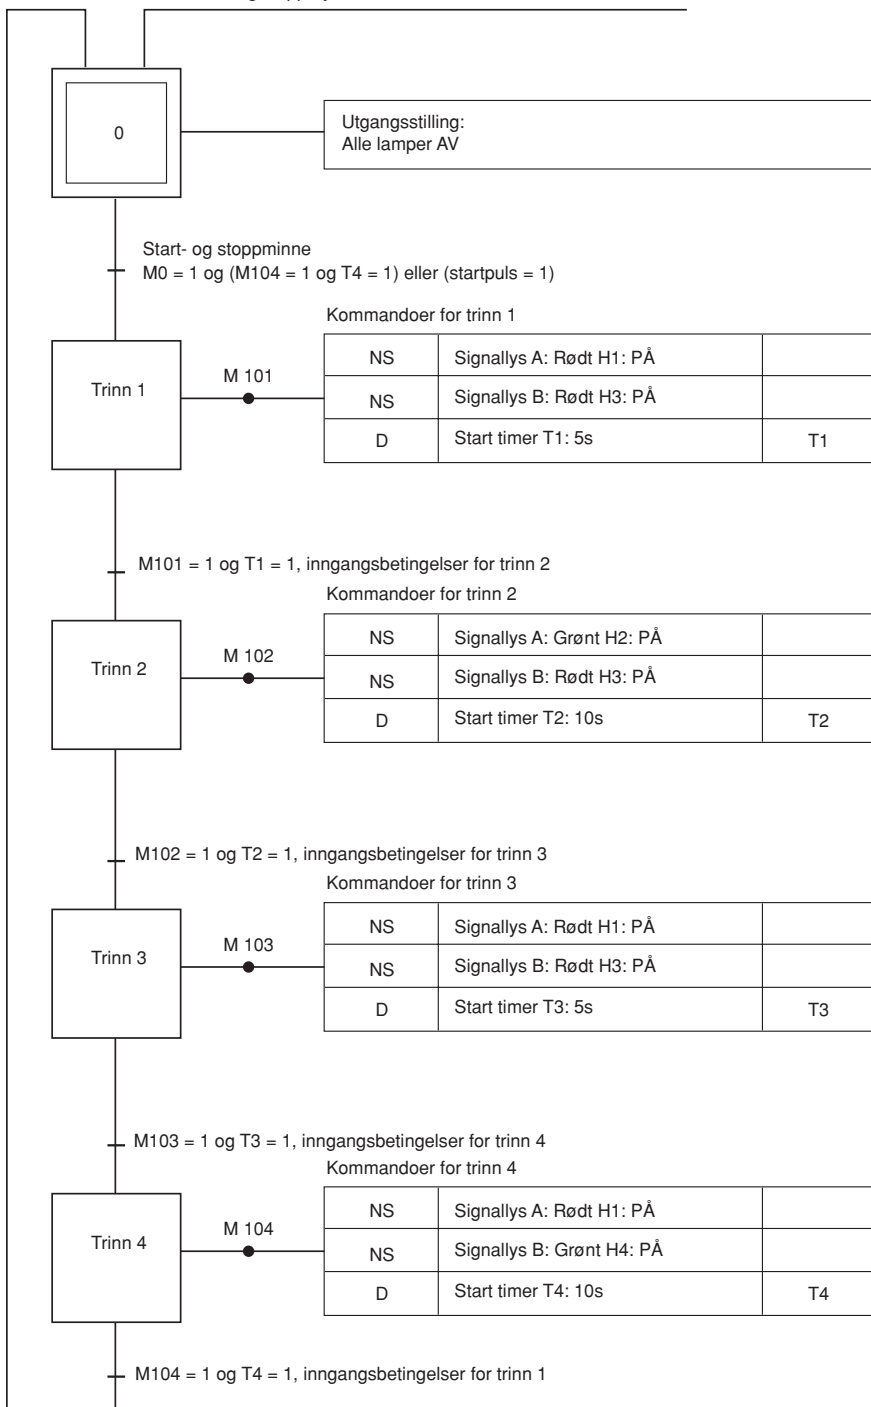 0
Utgangsstilling:
Alle lamper AV
Start- og stoppminne
M0 = 1 og (M104 = 1 og T4 = 1) eller (startpuls = 1)
Kommandoer for trinn 1
Trinn 1
M 101
NS Signallys A: Rødt H1: PÅ
NS Signallys B: Rødt H3: PÅ
D Start timer T1: 5s T1
M101 = 1 og T1 = 1, inngangsbetingelser for trinn 2
Kommandoer for trinn 2
Trinn 2
M 102
NS Signallys A: Grønt H2: PÅ
NS Signallys B: Rødt H3: PÅ
D Start timer T2: 10s T2
M102 = 1 og T2 = 1, inngangsbetingelser for trinn 3
Kommandoer for trinn 3
Trinn 3
M 103
NS Signallys A: Rødt H1: PÅ
NS Signallys B: Rødt H3: PÅ
D Start timer T3: 5s T3
M103 = 1 og T3 = 1, inngangsbetingelser for trinn 4
Kommandoer for trinn 4
Trinn 4
M 104
NS Signallys A: Rødt H1: PÅ
NS Signallys B: Grønt H4: PÅ
D Start timer T4: 10s T4
M104 = 1 og T4 = 1, inngangsbetingelser for trinn 1